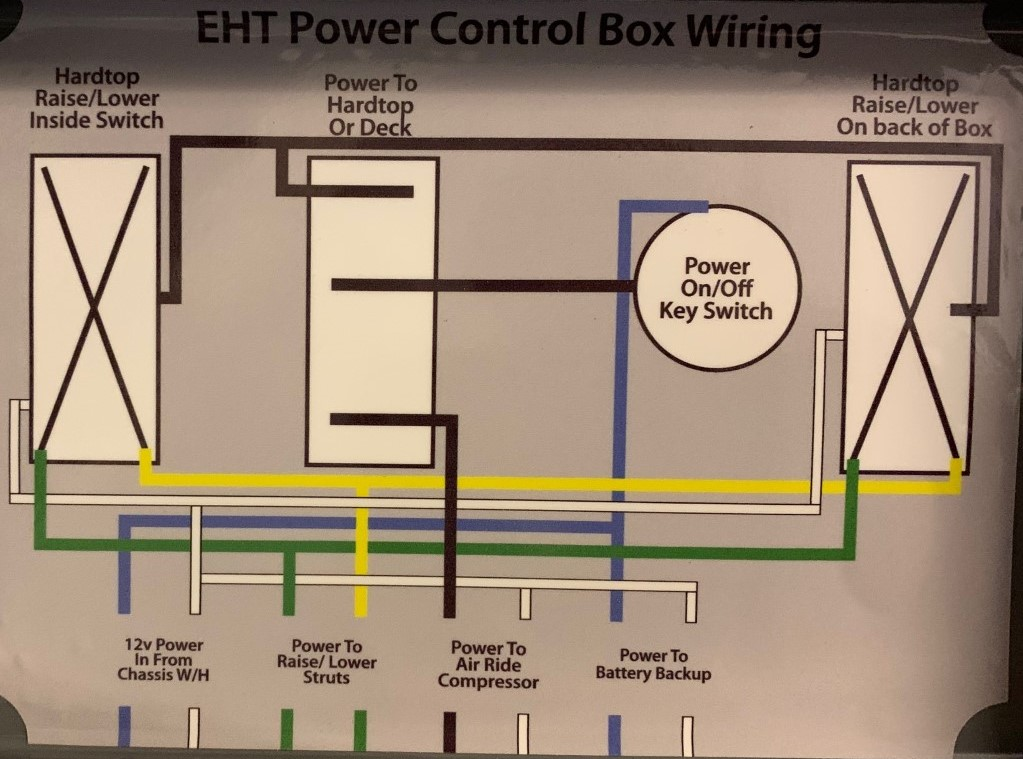 EHT Power Control Box Wiring
Hardtop
Raise/Lower
Inside Switch
Power To
Hardtop
Or Deck
Hardtop
Raise/Lower
On back of Box
Power
On/Off
Key Switch
12v Power
In From
Chassis W/H
Power To
Raise/ Lower
Struts
Power To
Air Ride
Compressor
Power To
Battery Backup